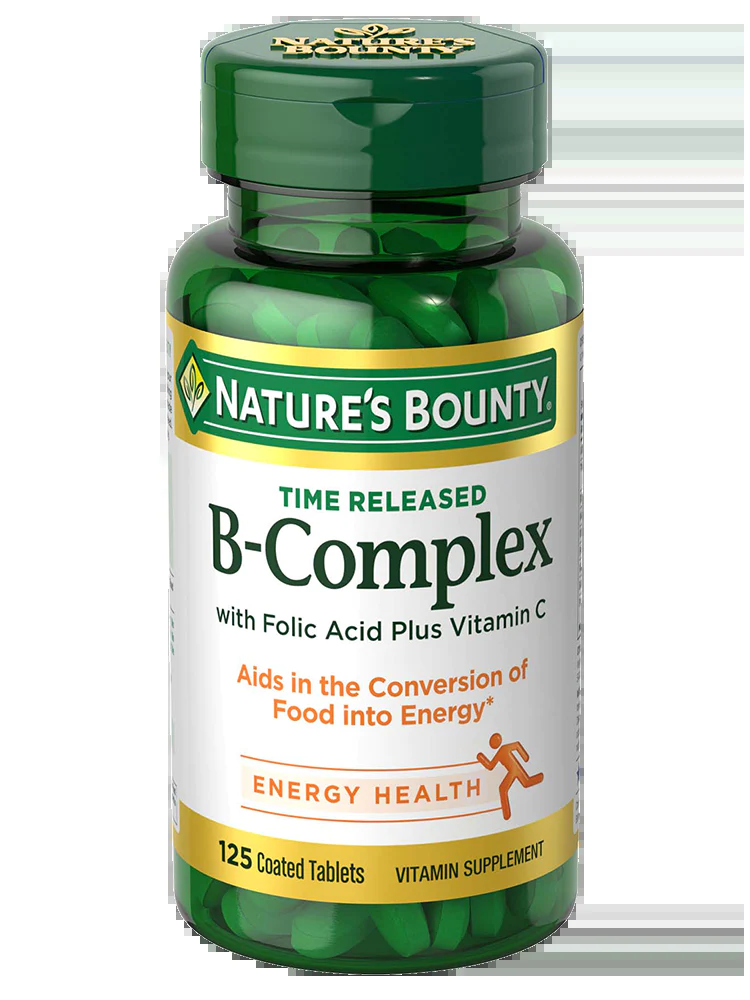 NATURE'S
BOUNTY
NATURE'S BOUNTY®
TIME RELEASED
B-Complex
with Folic Acid Plus Vitamin C
Aids in the Conversion of
Food into Energy*
ENERGY HEALTH
125 Coated Tablets
VITAMIN SUPPLEMENT